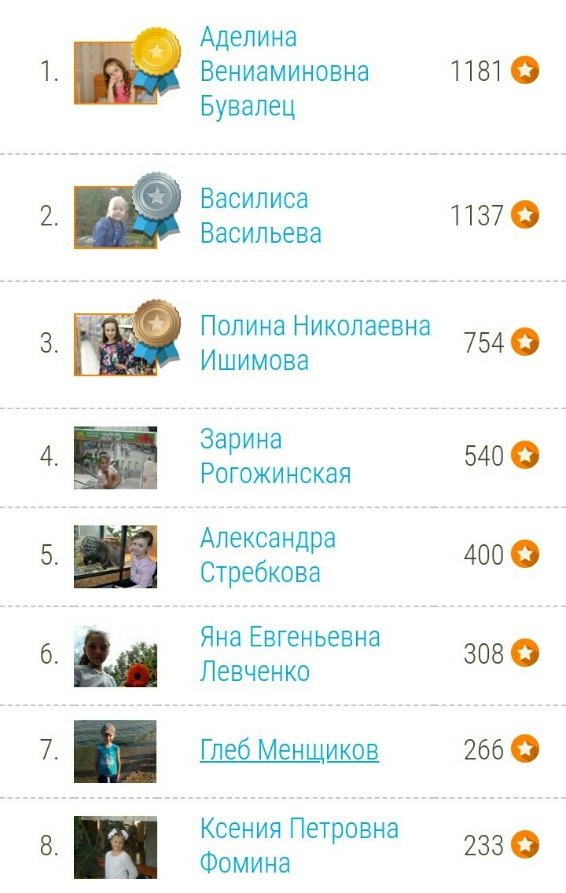 1.
Аделина
Вениаминовна
Бувалец
1181
2.
Василиса
Васильева
1137
3.
Полина Николаевна
Ишимова
754
4.
Зарина
Рогожинская
540
5.
Александра
Стребкова
400
6.
Яна Евгеньевна
Левченко
308
7.
Глеб Менщиков
266
8.
Ксения Петровна
Фомина
233